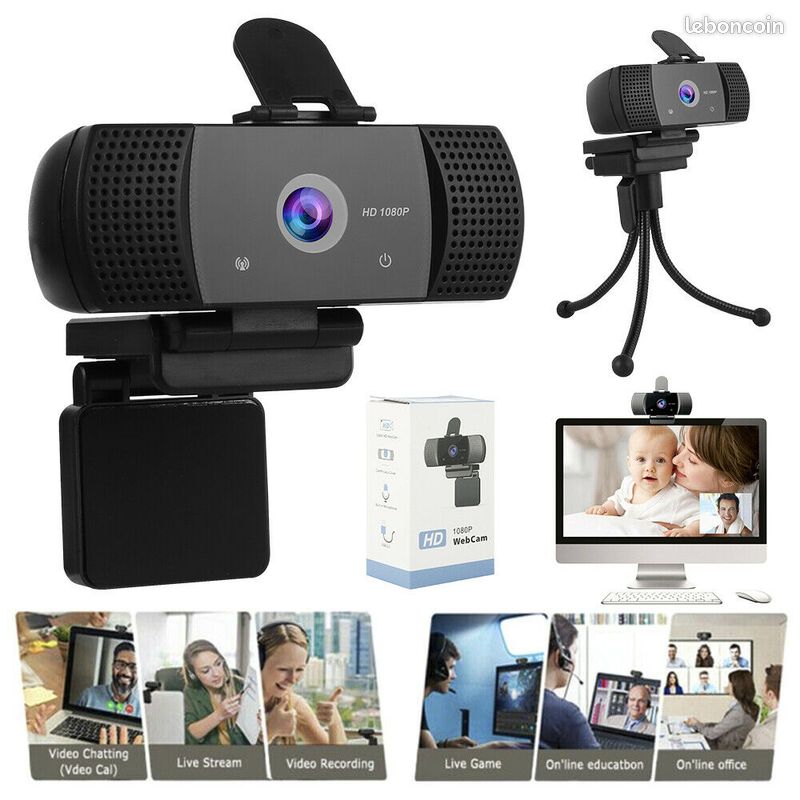 leboncoin
HD 1080P
HD 1080P
HD
1080P
WebCam
Video Chatting
(Vdeo Cal)
Live Stream
Video Recording
Live Game
On'line educatbon
On'line office